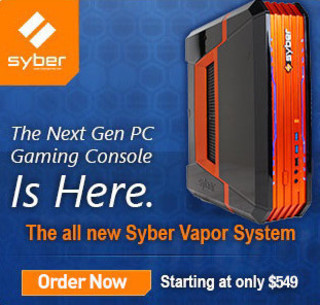 syber
syber
The Next Gen PC
Gaming Console
Is Here.
The all new Syber Vapor System
Order Now
Starting at only $549